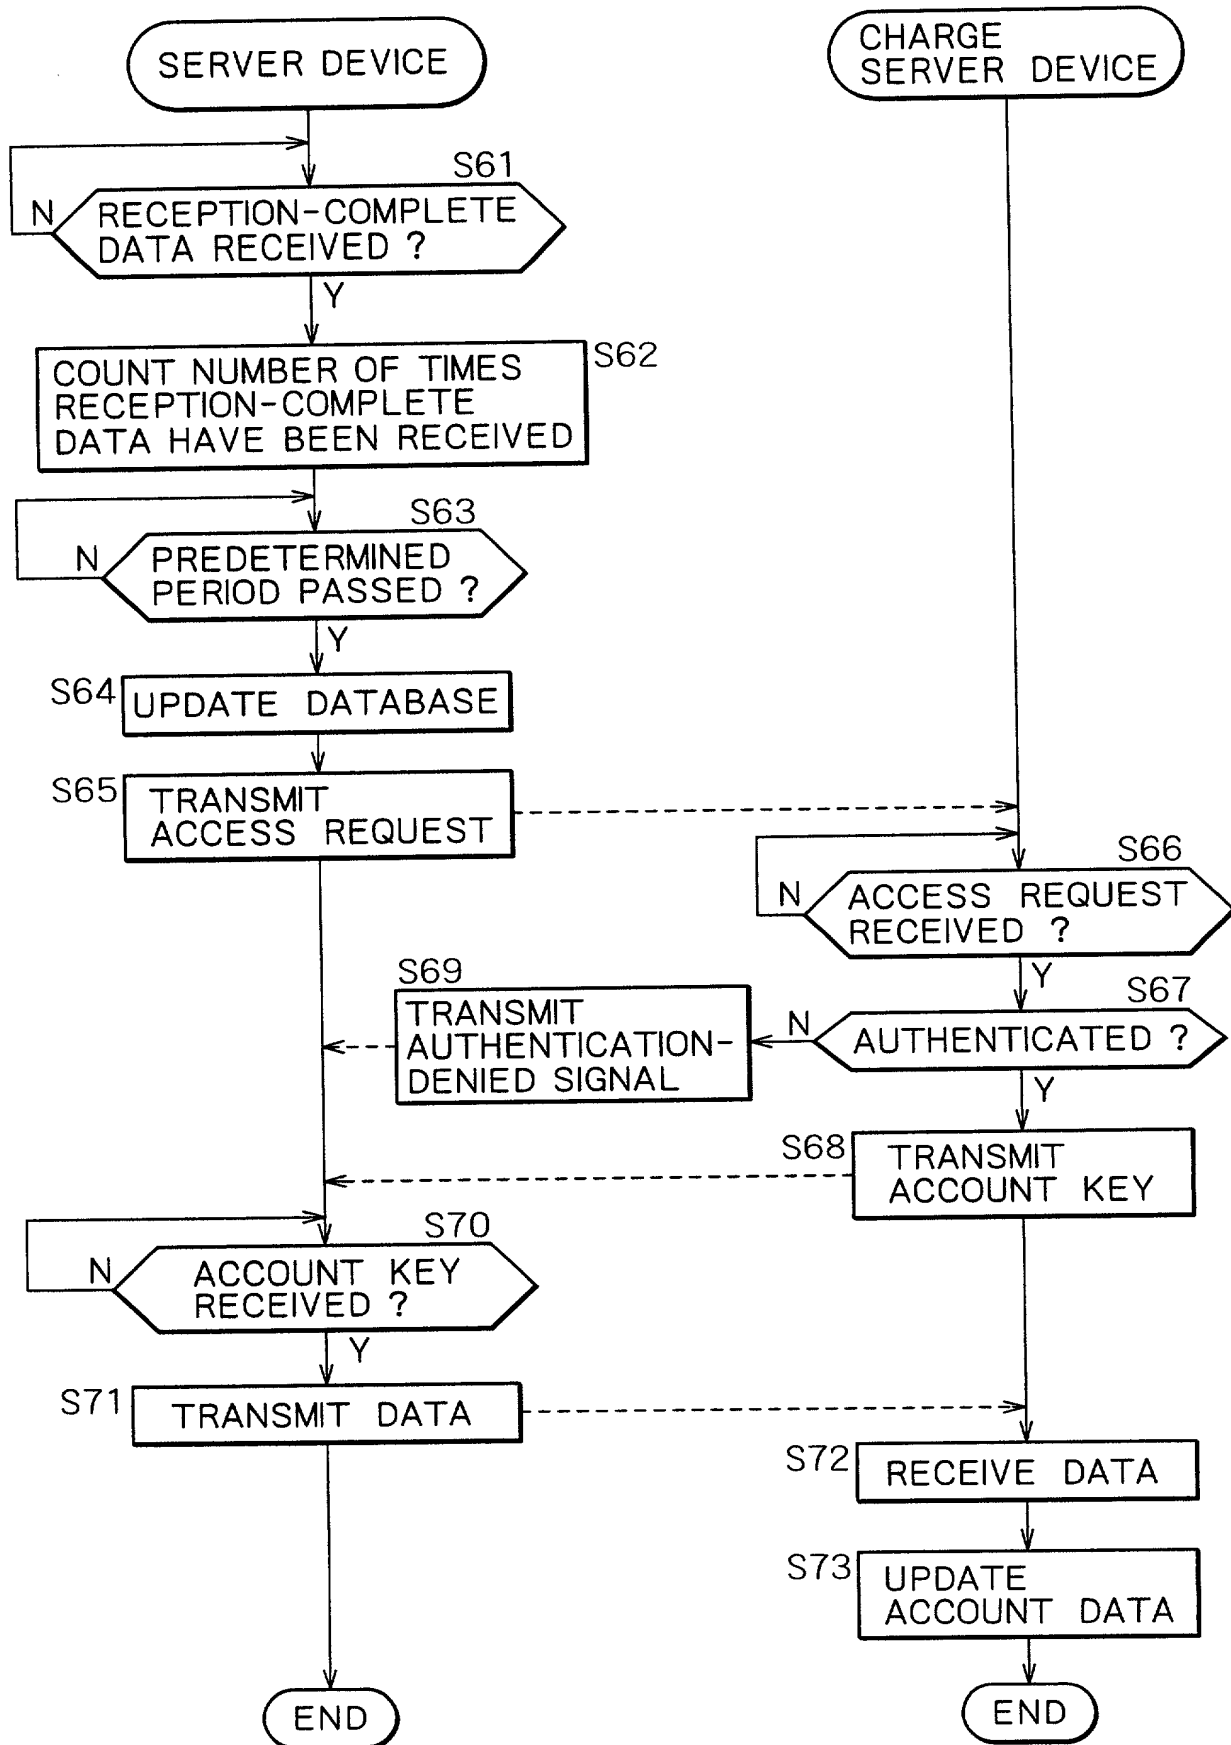 SERVER DEVICE
CHARGE
SERVER DEVICE
S61
N
RECEPTION-COMPLETE
DATA RECEIVED ?
Y
S62
COUNT NUMBER OF TIMES
RECEPTION-COMPLETE
DATA HAVE BEEN RECEIVED
S63
N
PREDETERMINED
PERIOD PASSED ?
Y
S64
UPDATE DATABASE
S65
TRANSMIT
ACCESS REQUEST
S66
N
ACCESS REQUEST
RECEIVED ?
Y
S67
N
AUTHENTICATED ?
Y
S69
TRANSMIT
AUTHENTICATION-
DENIED SIGNAL
S68
TRANSMIT
ACCOUNT KEY
S70
N
ACCOUNT KEY
RECEIVED ?
Y
S71
TRANSMIT DATA
S72
RECEIVE DATA
S73
UPDATE
ACCOUNT DATA
END
END